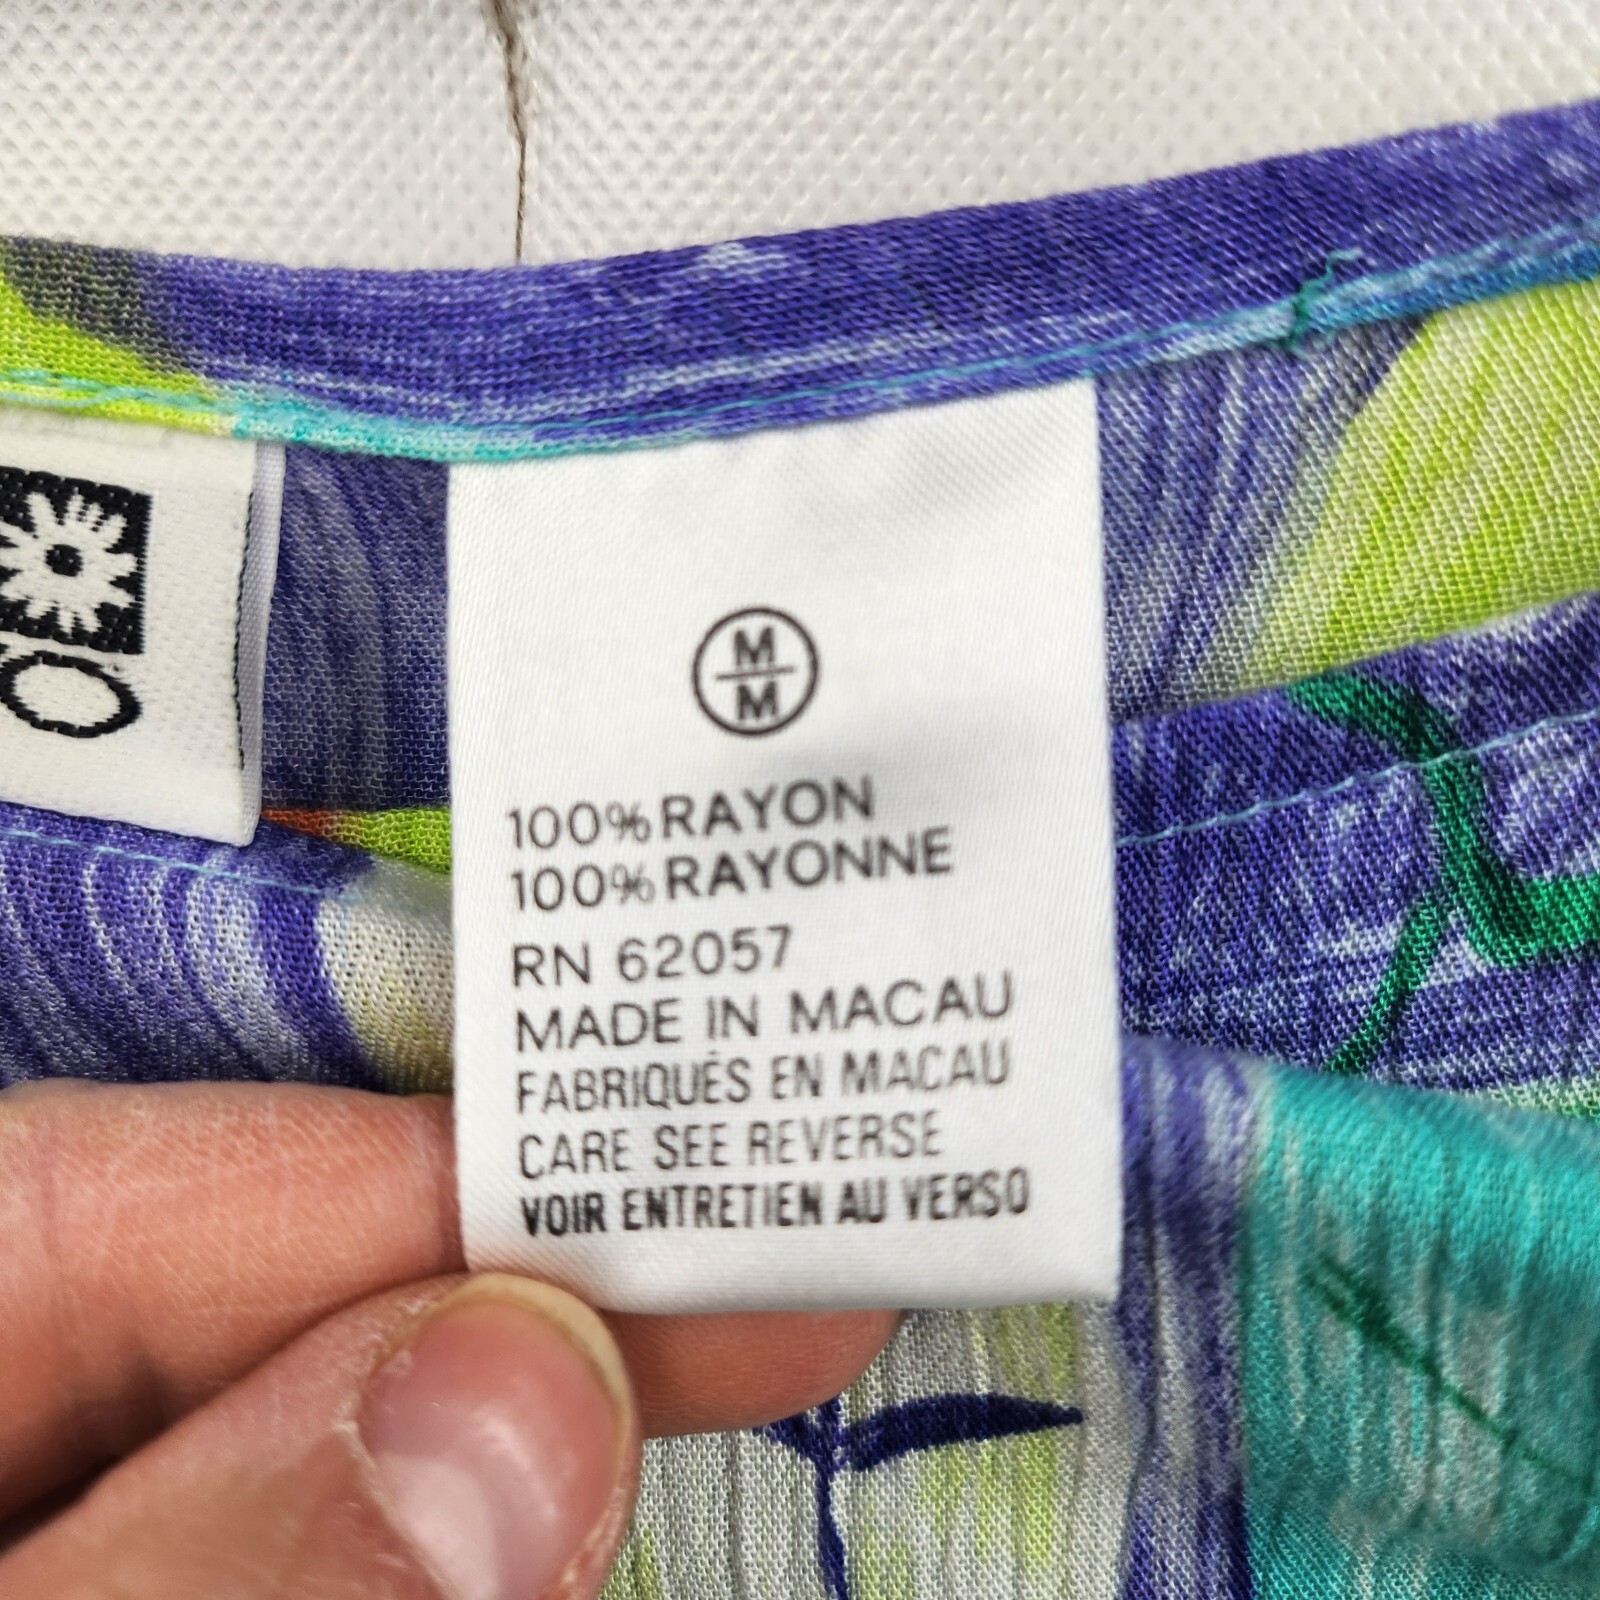 M
M
100% RAYON
100% RAYONNE
RN 62057
MADE IN MACAU
FABRIQUÉS EN MACAU
CARE SEE REVERSE
VOIR ENTRETIEN AU VERSO